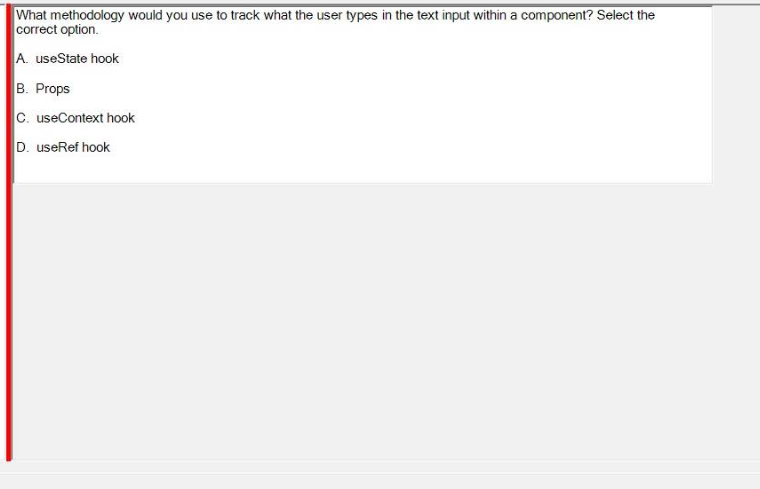 What methodology would you use to track what the user types in the text input within a component? Select the
correct option.
A. useState hook
B. Props
C. useContext hook
D. useRef hook